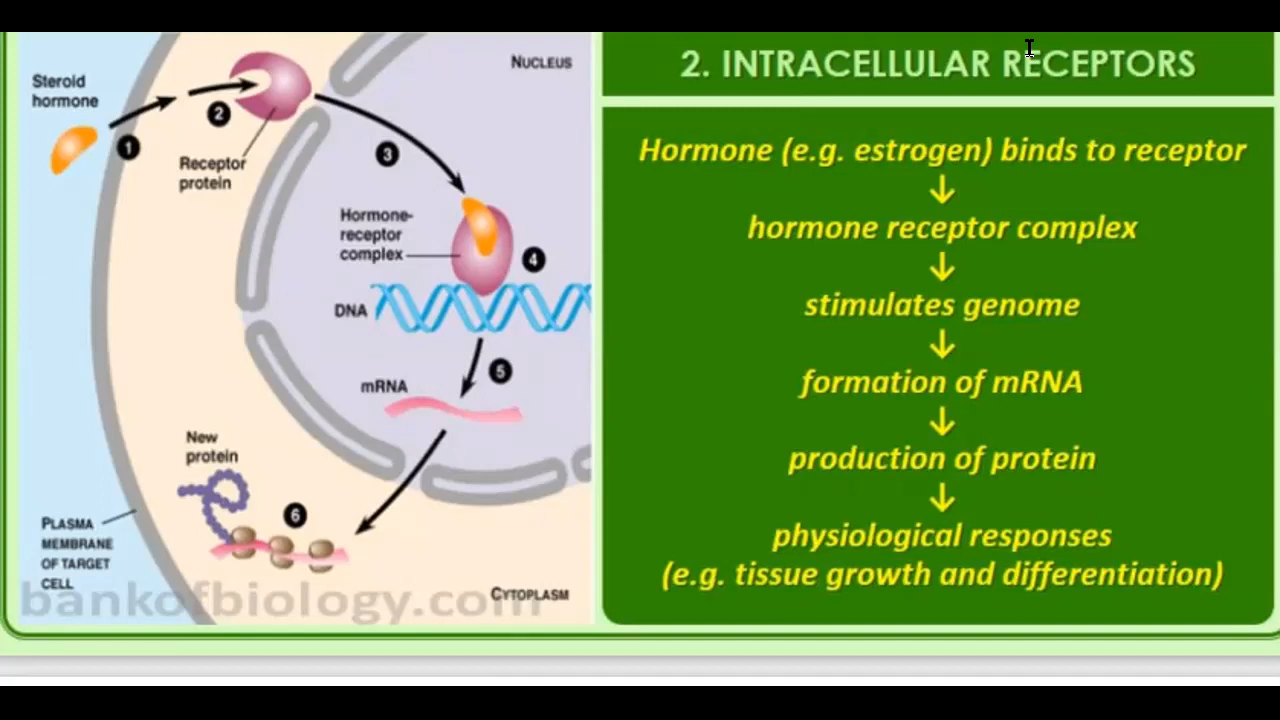 Steroid
hormone
1
2
Receptor
protein
3
NUCLEUS
Hormone-
receptor
complex
4
DNA
5
mRNA
New
protein
6
PLASMA
MEMBRANE
OF TARGET
CELL
CYTOPLASM
bankofbiology.com
2. INTRACELLULAR RECEPTORS
Hormone (e.g. estrogen) binds to receptor
↓
hormone receptor complex
↓
stimulates genome
↓
formation of mRNA
↓
production of protein
↓
physiological responses
(e.g. tissue growth and differentiation)